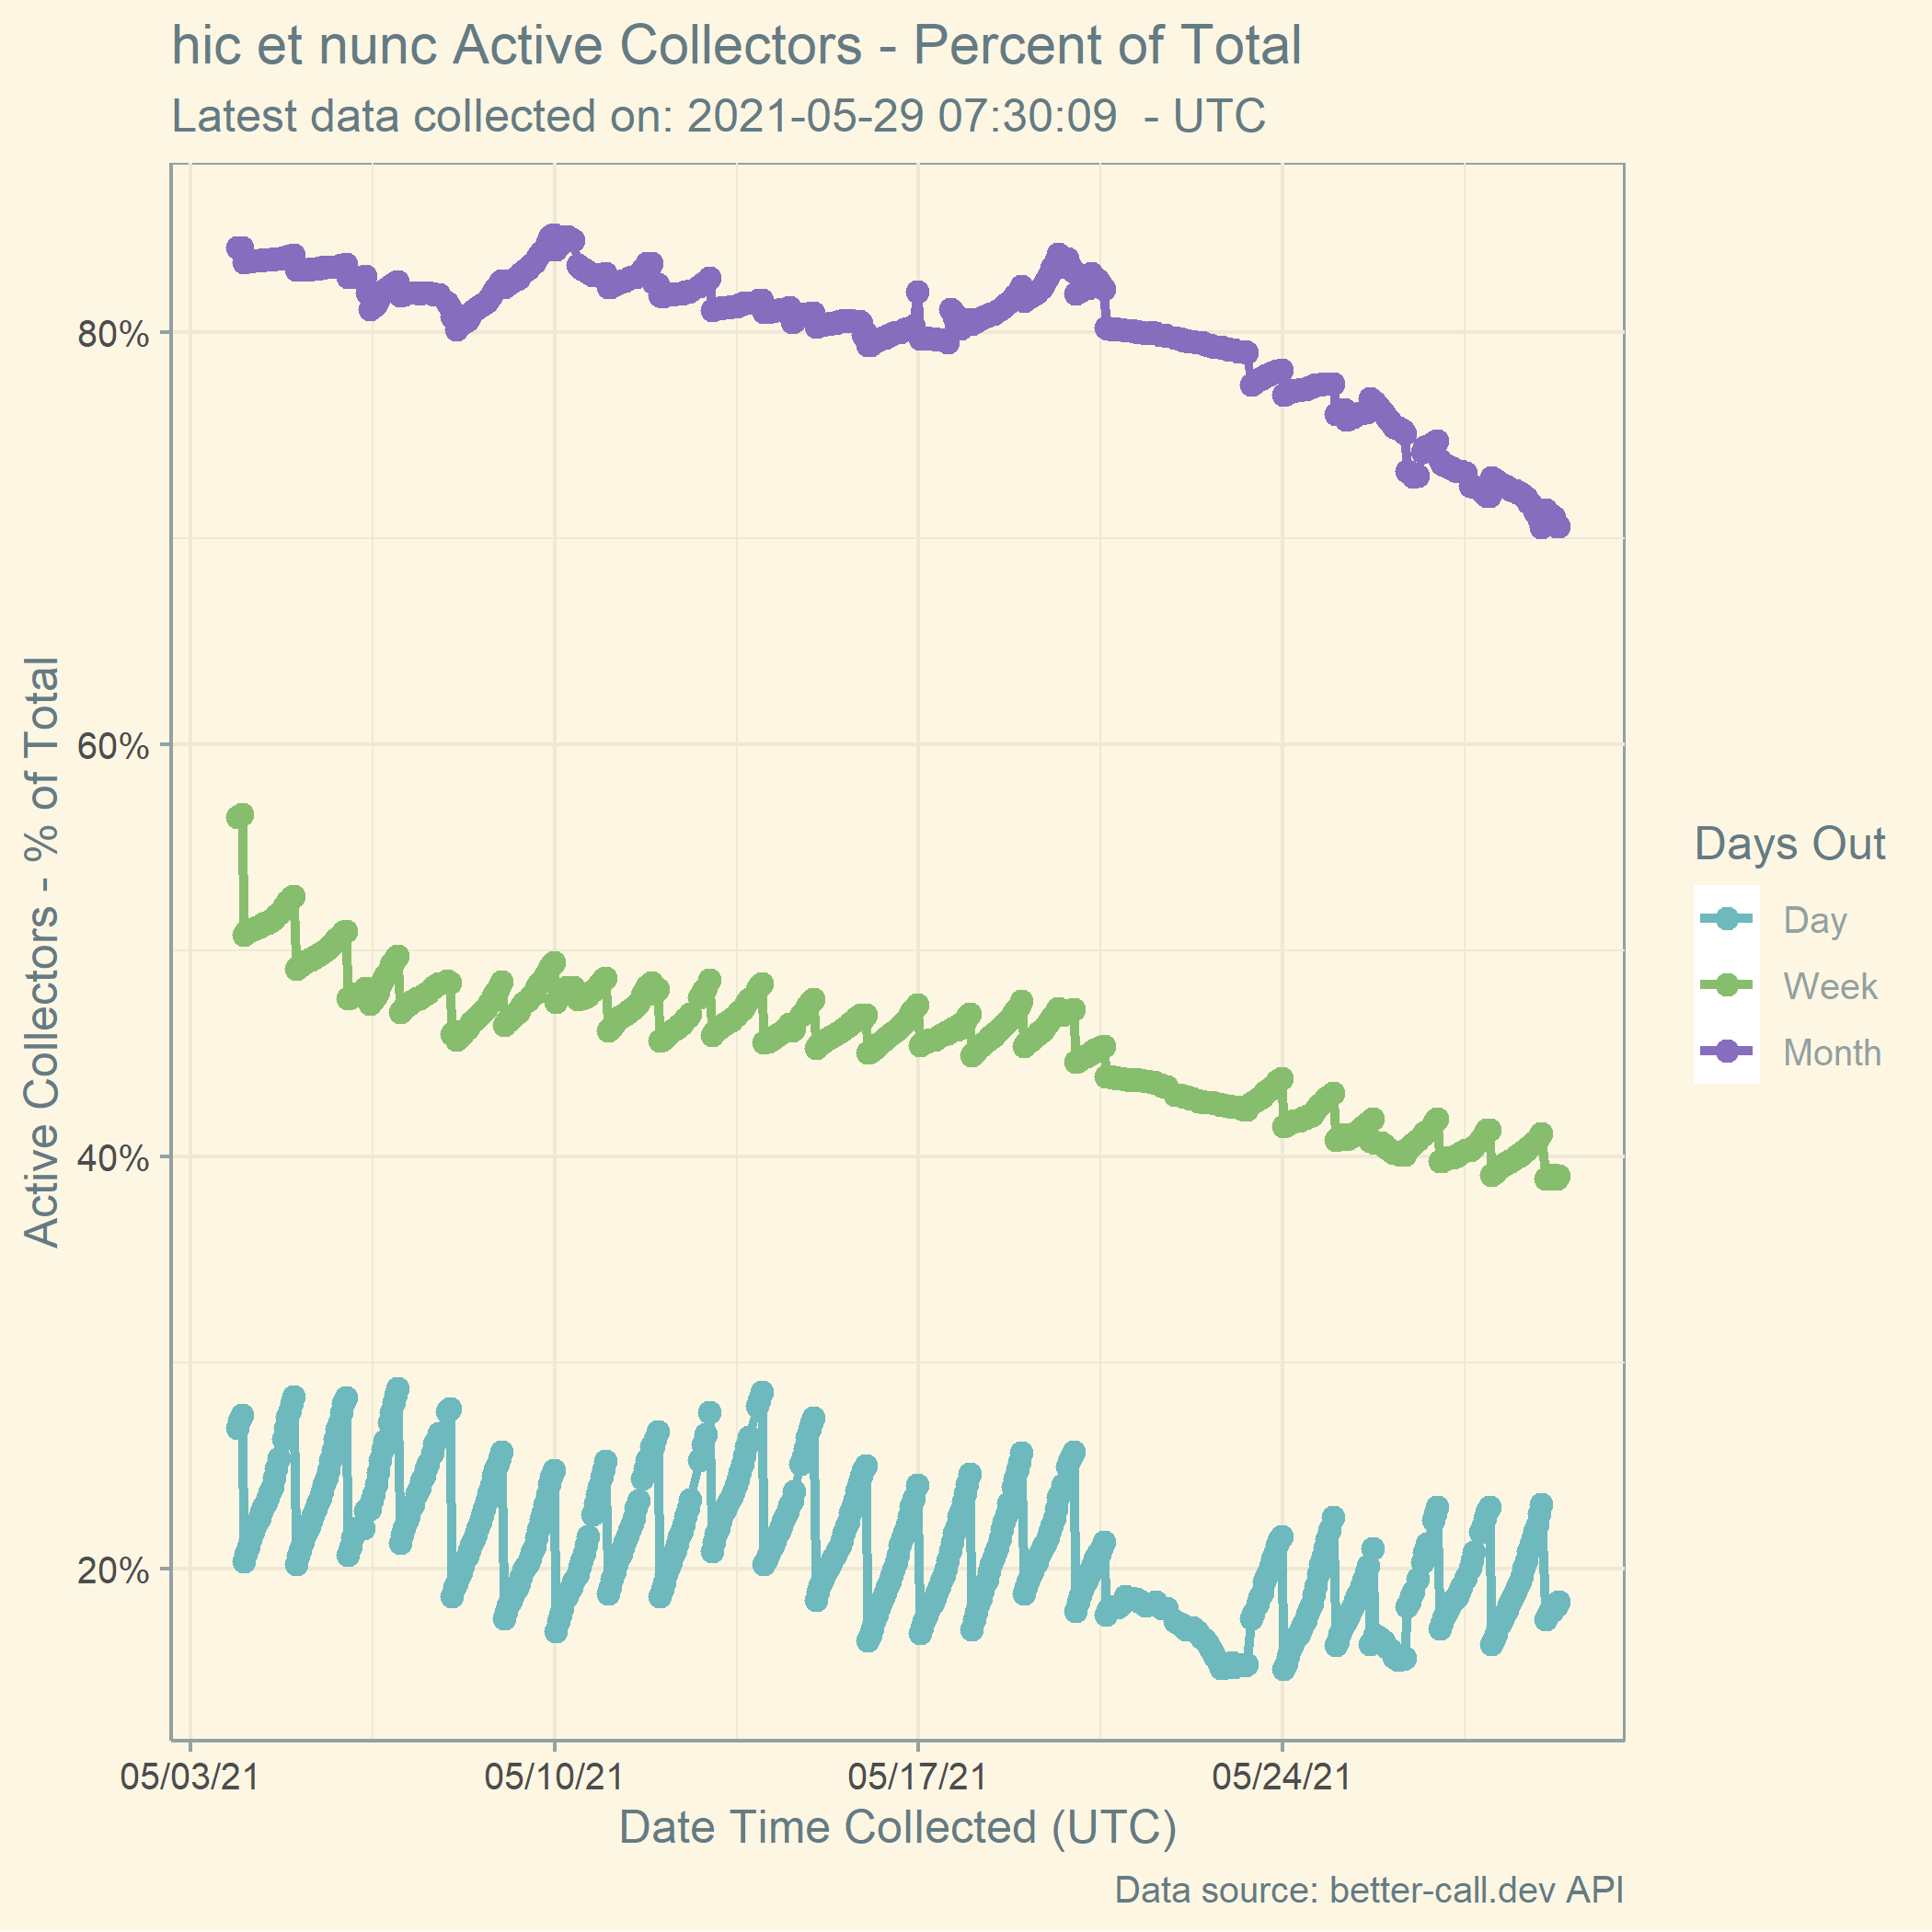 hic et nunc Active Collectors - Percent of Total
Latest data collected on: 2021-05-29 07:30:09  - UTC
Active Collectors - % of Total
80%
60%
40%
20%
05/03/21
05/10/21
05/17/21
05/24/21
Date Time Collected (UTC)
Days Out
Day
Week
Month
Data source: better-call.dev API